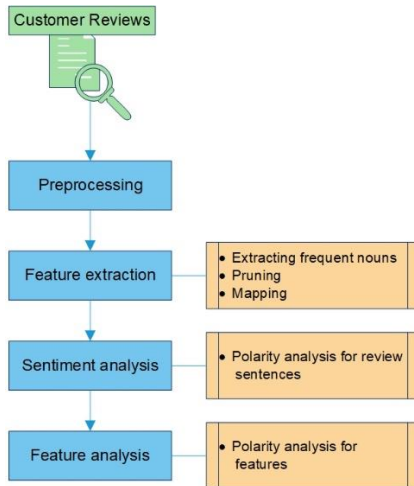 Customer Reviews
Preprocessing
Feature extraction
● Extracting frequent nouns
● Pruning
● Mapping
Sentiment analysis
● Polarity analysis for review
sentences
Feature analysis
● Polarity analysis for
features